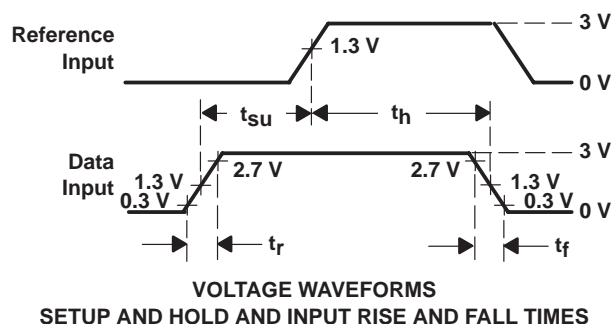 Reference
Input
3 V
1.3 V
0 V
tsu
th
Data
Input
3 V
2.7 V
2.7 V
1.3 V
1.3 V
0.3 V
0.3 V
0 V
tr
tf
VOLTAGE WAVEFORMS
SETUP AND HOLD AND INPUT RISE AND FALL TIMES